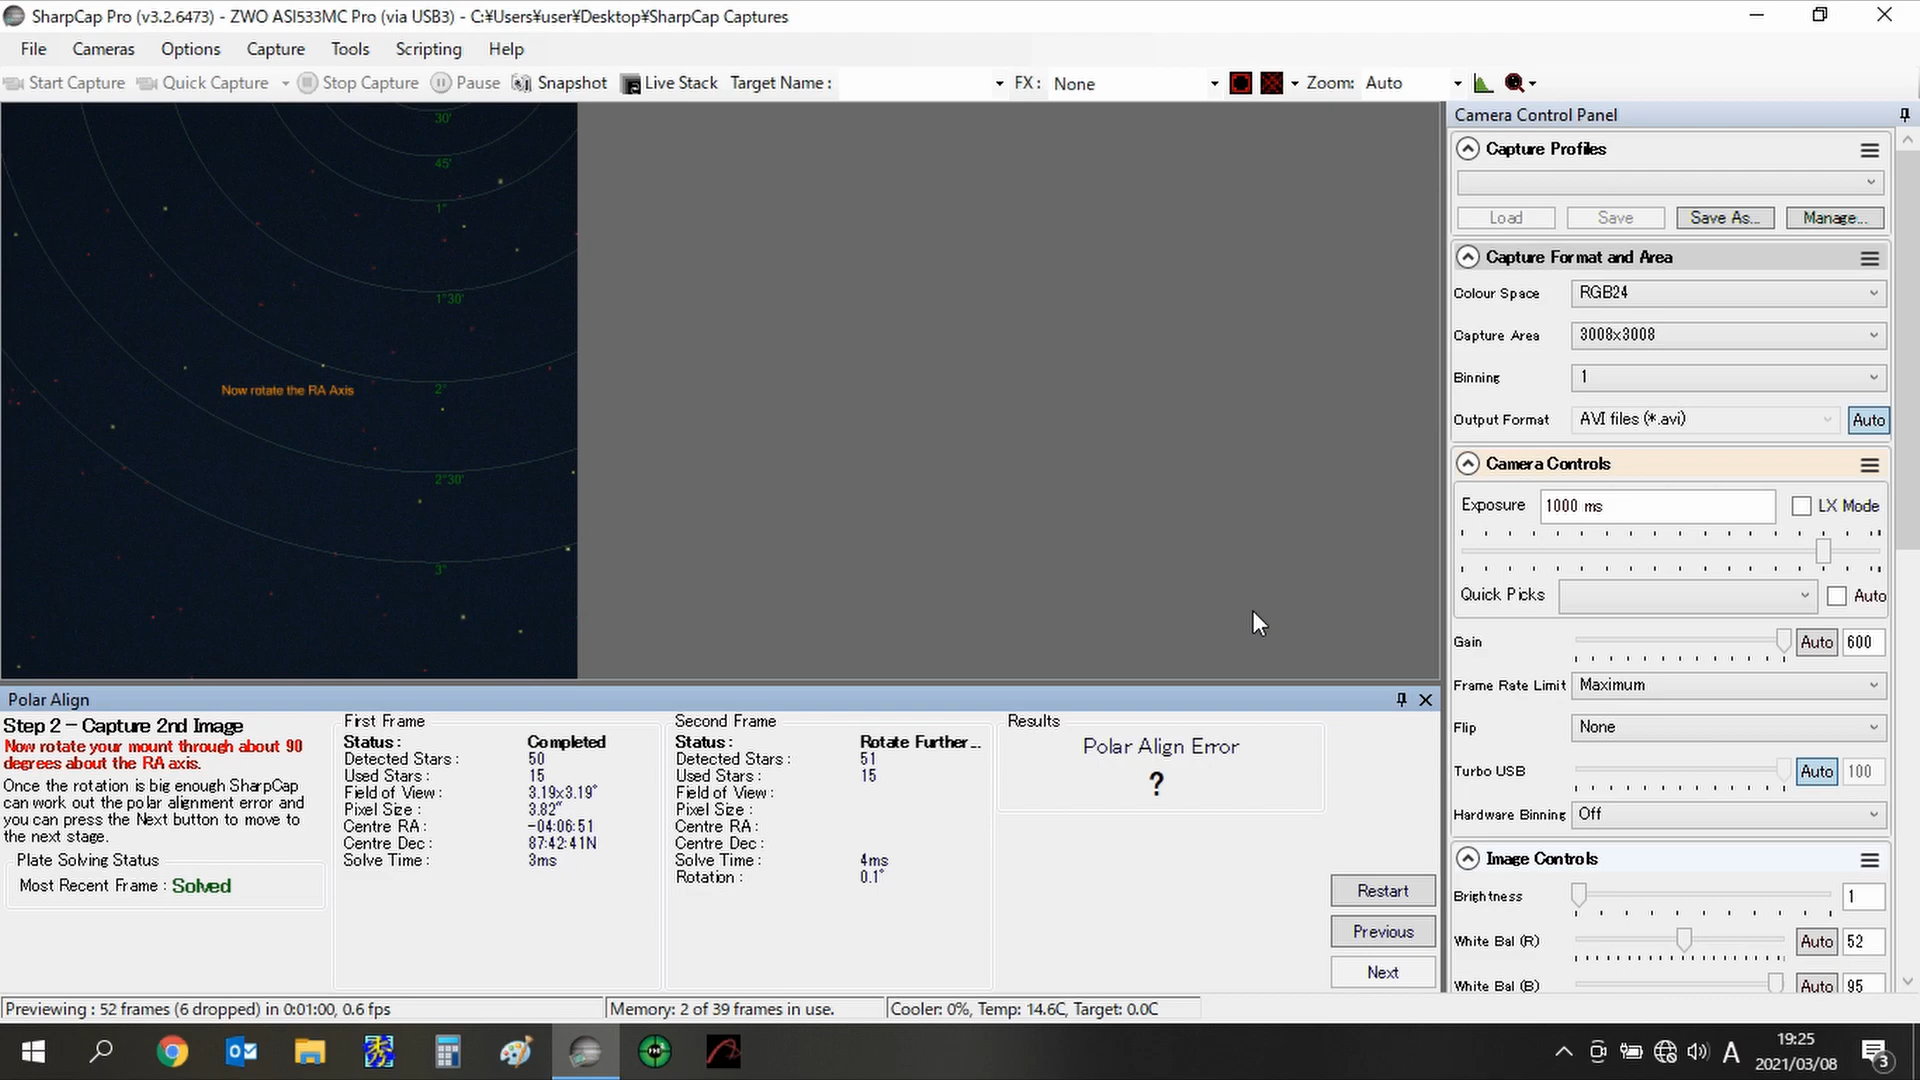 SharpCap Pro (v3.2.6473) - ZWO ASI533MC Pro (via USB3) - C:¥Users¥user¥Desktop¥SharpCap Captures
File Cameras Options Capture Tools Scripting Help
Start Capture Quick Capture Stop Capture Pause Snapshot Live Stack Target Name : FX : None Zoom: Auto
30'
45'
1°
1°30'
2°
2°30'
3°
Now rotate the RA Axis
Camera Control Panel
Capture Profiles
Load Save Save As... Manage...
Capture Format and Area
Colour Space RGB24
Capture Area 3008x3008
Binning 1
Output Format AVI files (*.avi) Auto
Camera Controls
Exposure 1000 ms LX Mode
Quick Picks Auto
Gain Auto 600
Frame Rate Limit Maximum
Flip None
Turbo USB Auto 100
Hardware Binning Off
Image Controls
Brightness 1
White Bal (R) Auto 52
White Bal (B) Auto 95
Polar Align
Step 2 - Capture 2nd Image
Now rotate your mount through about 90
degrees about the RA axis.
Once the rotation is big enough SharpCap
can work out the polar alignment error and
you can press the Next button to move to
the next stage.
Plate Solving Status
Most Recent Frame : Solved
First Frame
Status : Completed
Detected Stars : 50
Used Stars : 15
Field of View : 3.19x3.19°
Pixel Size : 3.82"
Centre RA : -04:06:51
Centre Dec : 87:42:41N
Solve Time : 3ms
Second Frame
Status : Rotate Further...
Detected Stars : 51
Used Stars : 15
Field of View :
Pixel Size :
Centre RA :
Centre Dec :
Solve Time : 4ms
Rotation : 0.1°
Results
Polar Align Error
?
Restart
Previous
Next
Previewing : 52 frames (6 dropped) in 0:01:00, 0.6 fps
Memory: 2 of 39 frames in use.
Cooler: 0%, Temp: 14.6C, Target: 0.0C
A
19:25
2021/03/08
3